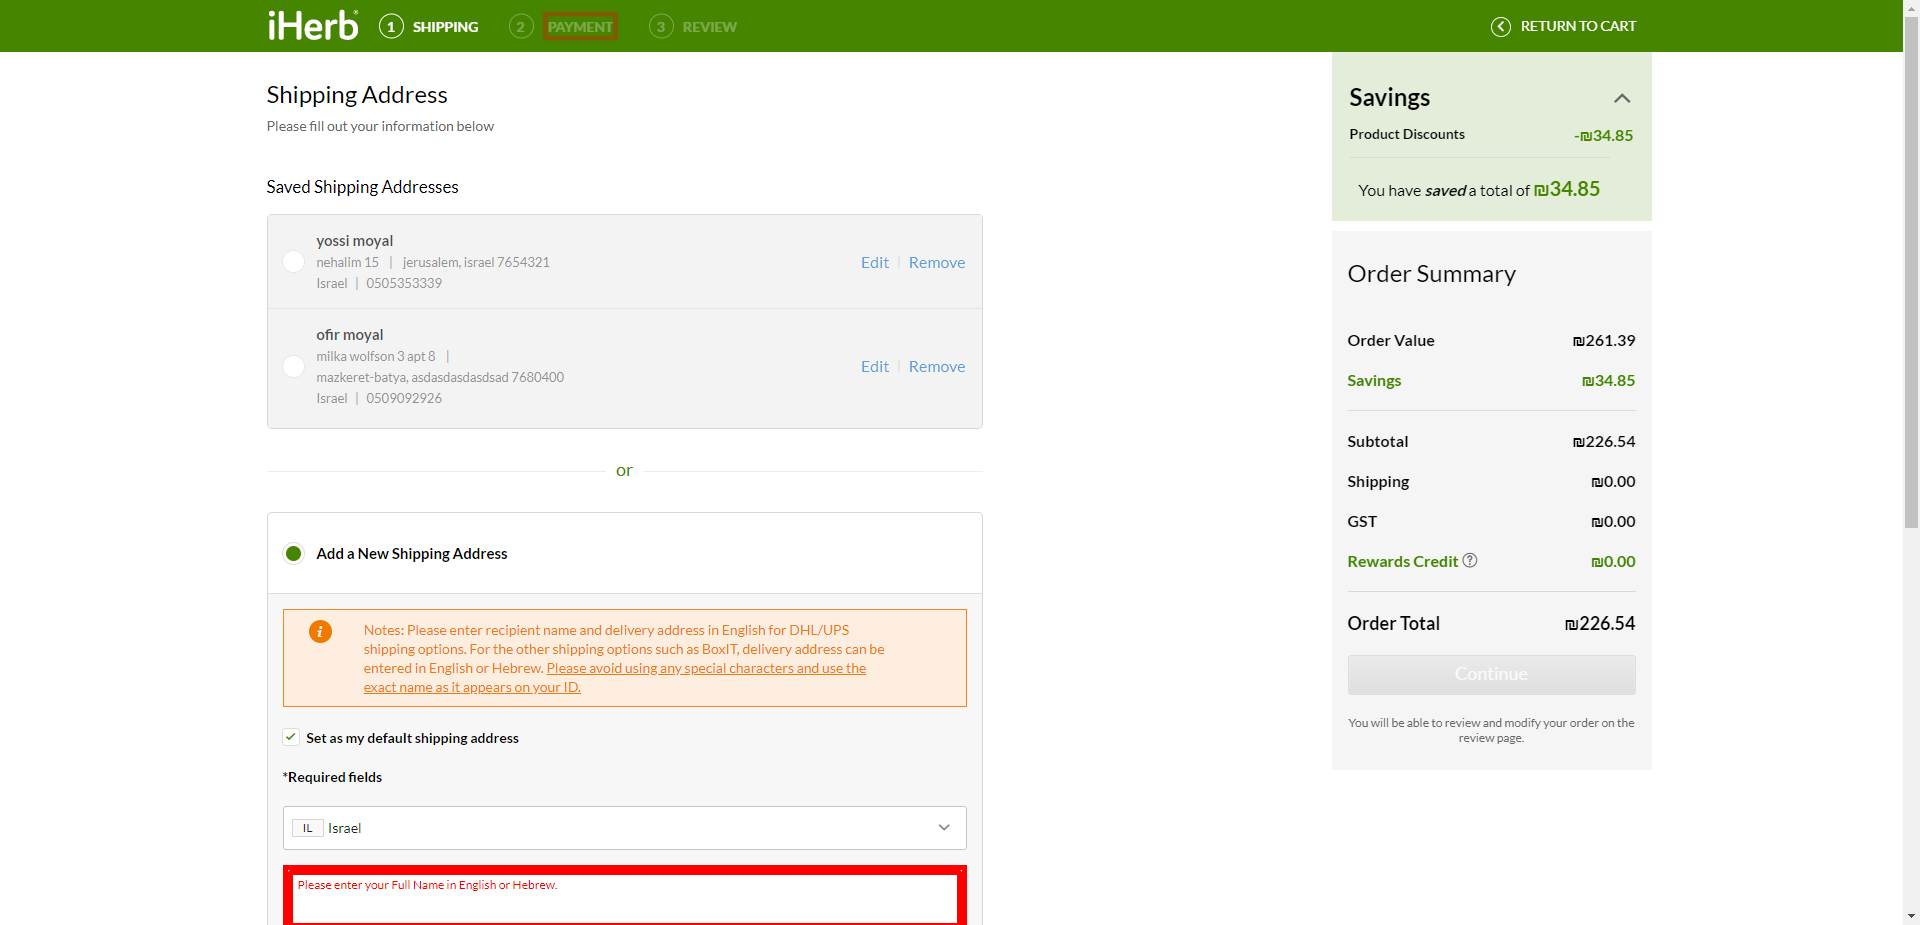 iHerb 1 SHIPPING 2 PAYMENT 3 REVIEW RETURN TO CART
Shipping Address
Please fill out your information below
Saved Shipping Addresses
yossi moyal
nehalim 15 | jerusalem, israel 7654321
Israel | 0505353339
Edit | Remove
ofir moyal
milka wolfson 3 apt 8 |
mazkeret-batya, asdasdasdasdsad 7680400
Israel | 0509092926
Edit | Remove
or
Add a New Shipping Address
Notes: Please enter recipient name and delivery address in English for DHL/UPS
shipping options. For the other shipping options such as BoxIT, delivery address can be
entered in English or Hebrew. Please avoid using any special characters and use the
exact name as it appears on your ID.
Set as my default shipping address
*Required fields
IL Israel
Please enter your Full Name in English or Hebrew.
Savings
Product Discounts -₪34.85
You have saved a total of ₪34.85
Order Summary
Order Value ₪261.39
Savings ₪34.85
Subtotal ₪226.54
Shipping ₪0.00
GST ₪0.00
Rewards Credit ? ₪0.00
Order Total ₪226.54
Continue
You will be able to review and modify your order on the
review page.